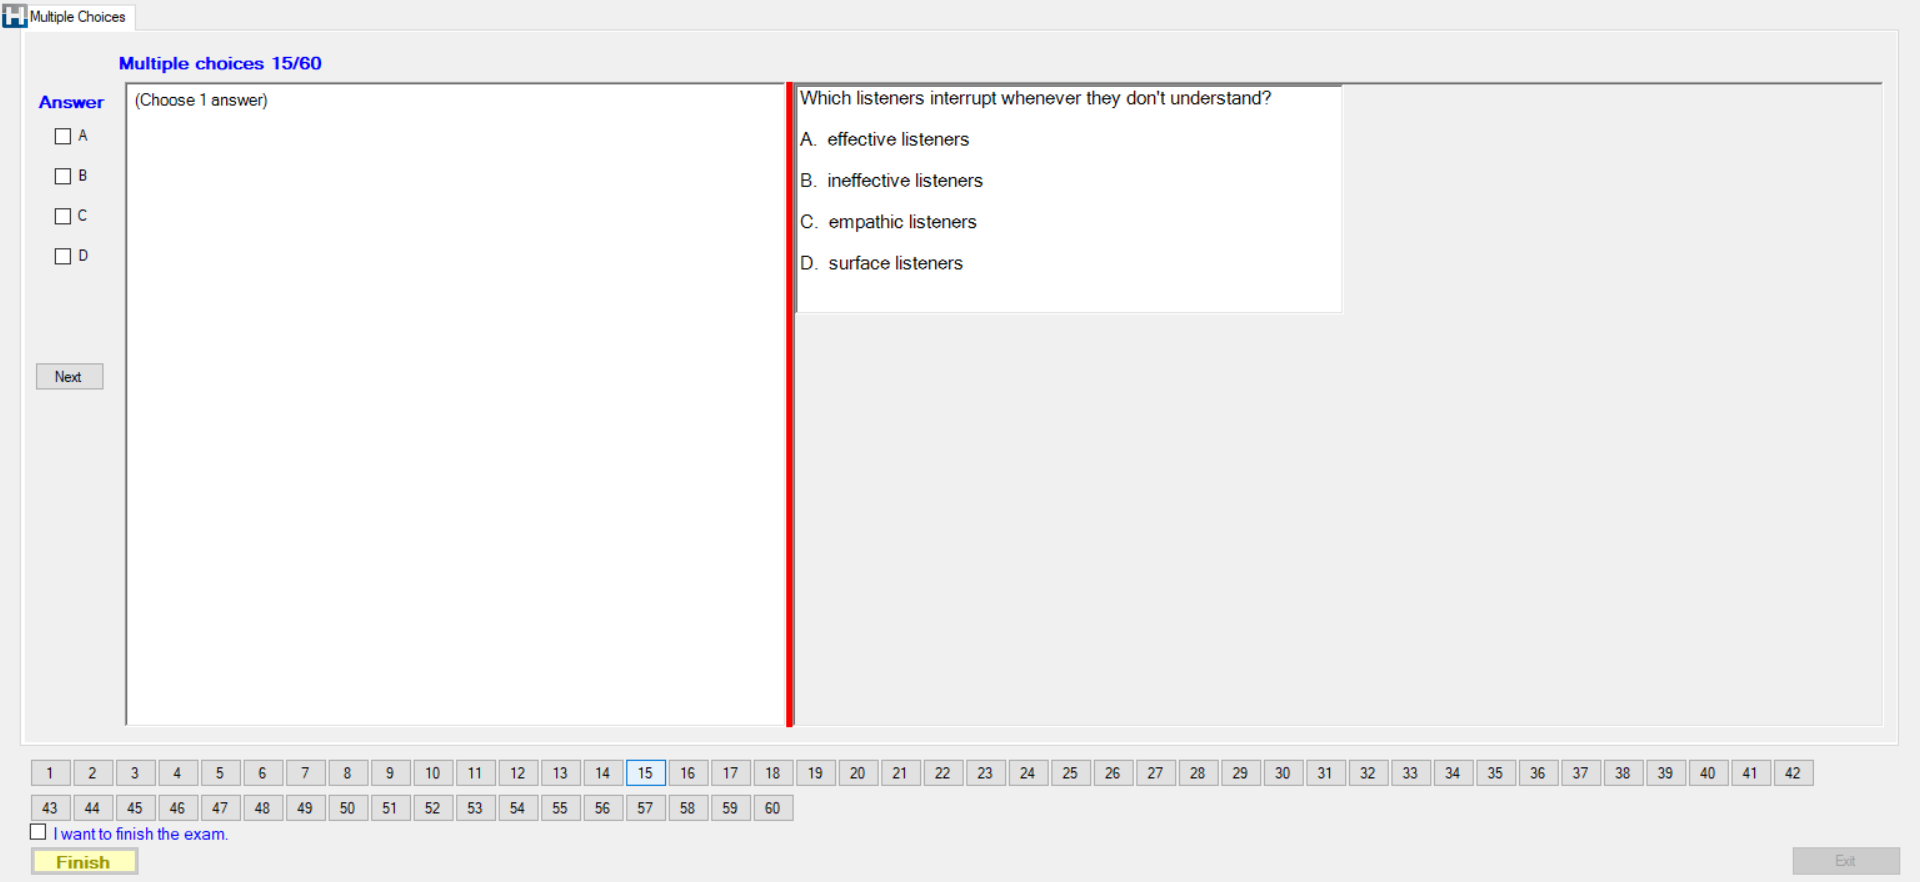 Multiple Choices
Multiple choices 15/60
Answer
A
B
C
D
Next
(Choose 1 answer)
Which listeners interrupt whenever they don't understand?
A. effective listeners
B. ineffective listeners
C. empathic listeners
D. surface listeners
1 2 3 4 5 6 7 8 9 10 11 12 13 14 15 16 17 18 19 20 21 22 23 24 25 26 27 28 29 30 31 32 33 34 35 36 37 38 39 40 41 42
43 44 45 46 47 48 49 50 51 52 53 54 55 56 57 58 59 60
I want to finish the exam.
Finish
Exit